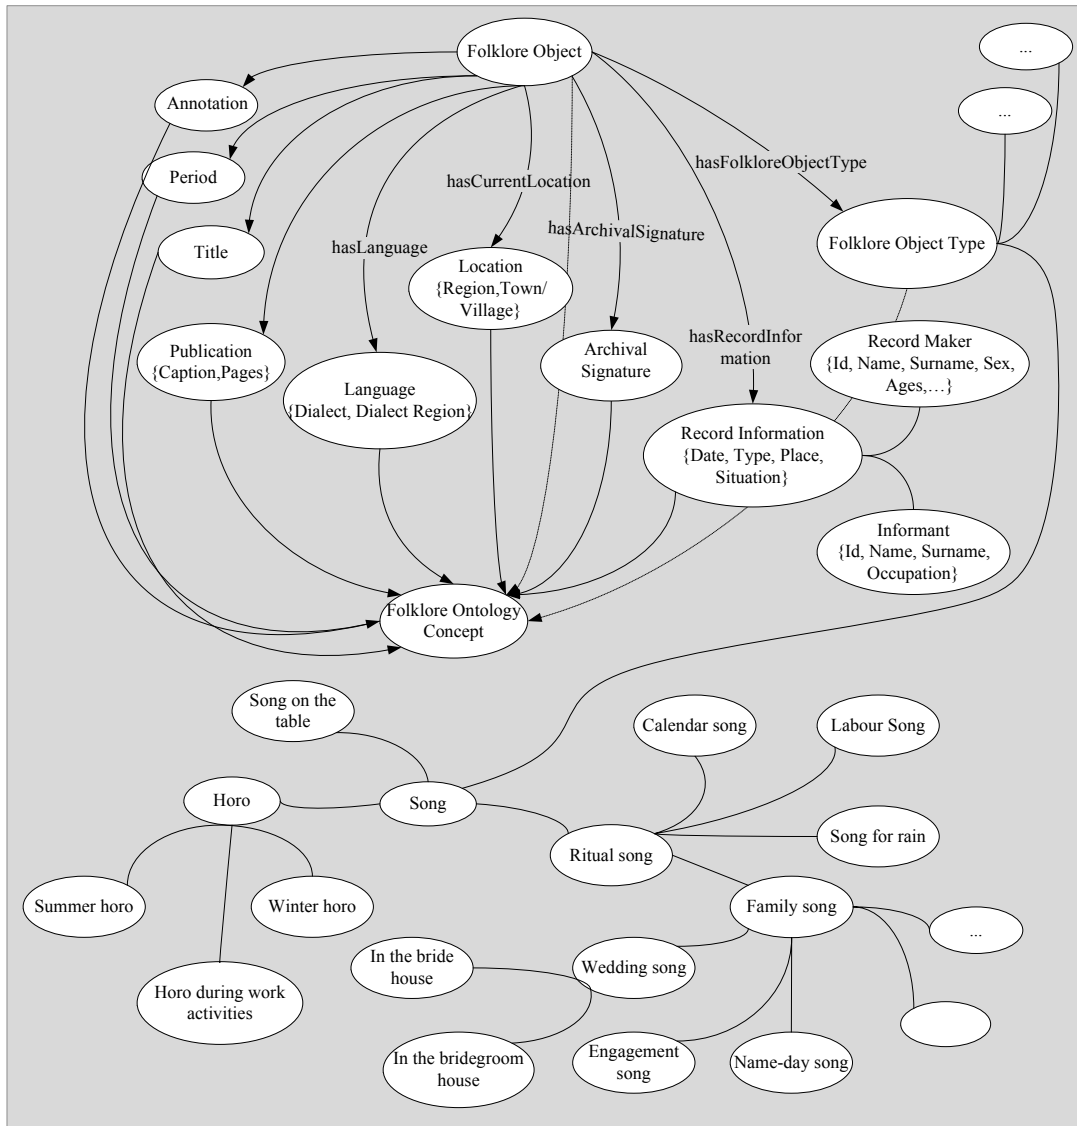 Folklore Object
...
Annotation
...
hasFolkloreObjectType
Period
hasCurrentLocation
hasArchivalSignature
Folklore Object Type
Title
hasLanguage
Location
{Region,Town/
Village}
hasRecordInfor
mation
Publication
{Caption,Pages}
Language
{Dialect, Dialect Region}
Archival
Signature
Record Maker
{Id, Name, Surname, Sex,
Ages,…}
Record Information
{Date, Type, Place,
Situation}
Informant
{Id, Name, Surname,
Occupation}
Folklore Ontology
Concept
Song on the
table
Calendar song
Labour Song
Horo
Song
Ritual song
Song for rain
Summer horo
Winter horo
Family song
...
In the bride
house
Wedding song
Horo during work
activities
In the bridegroom
house
Engagement
song
Name-day song